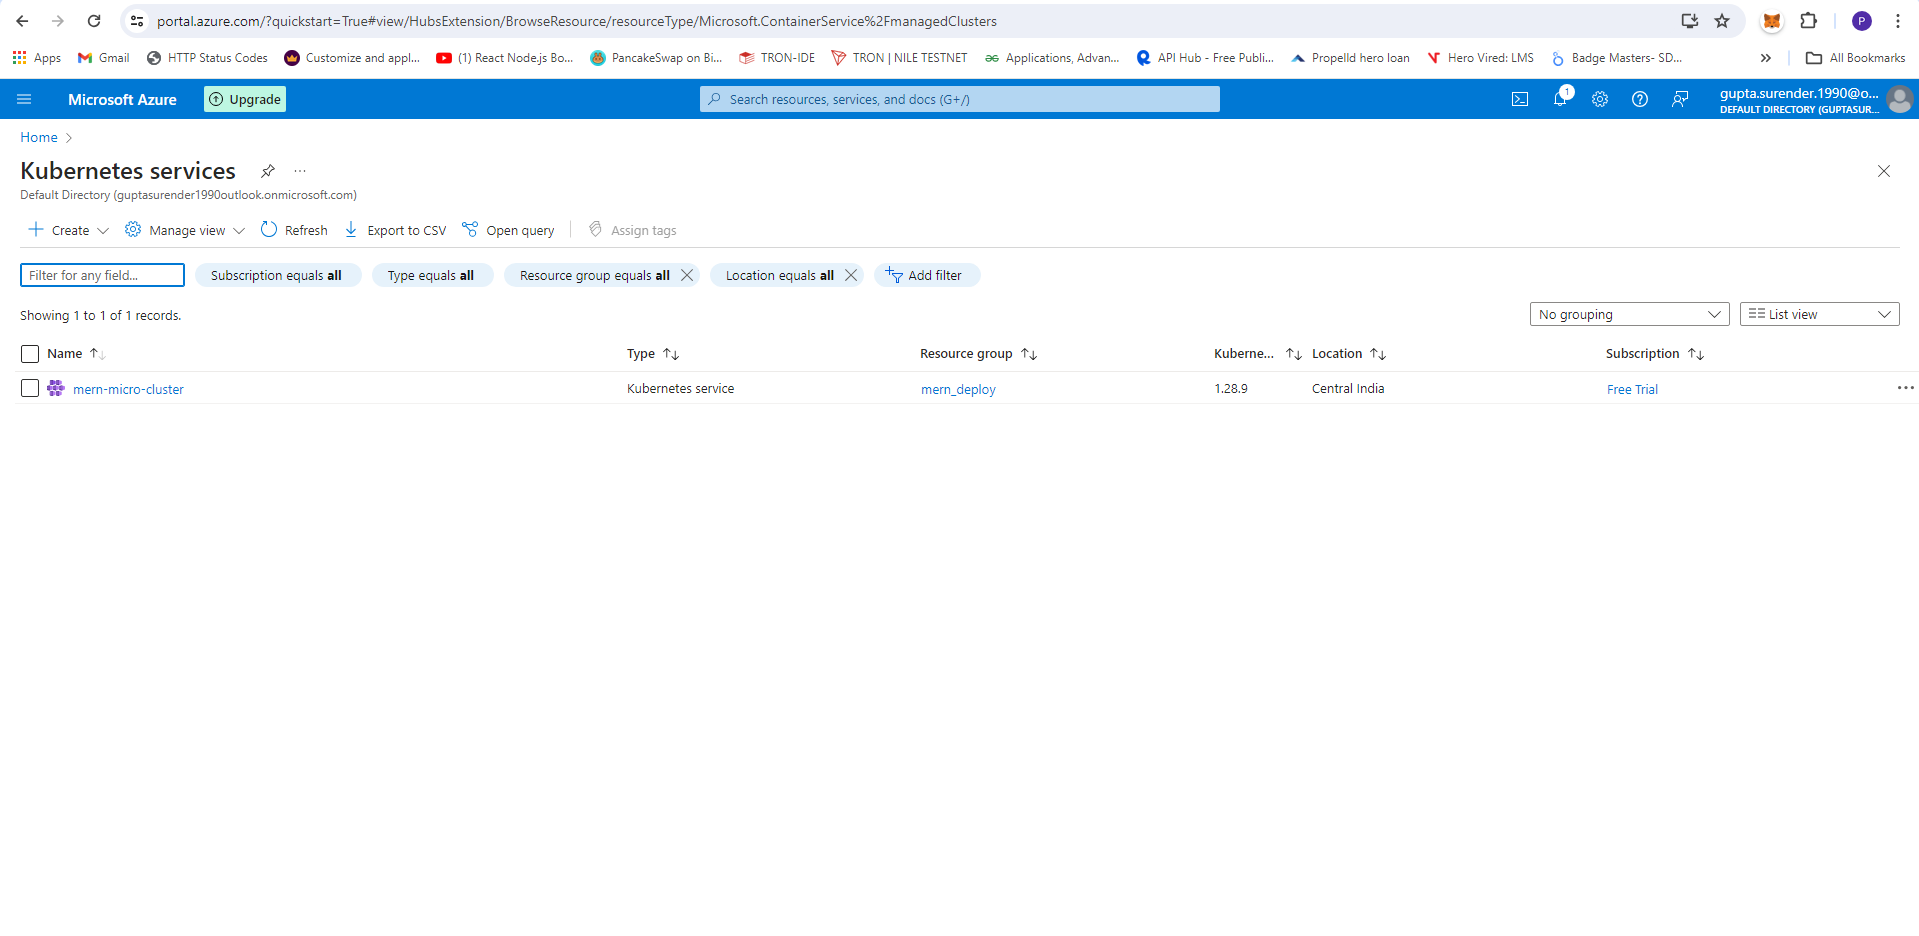 portal.azure.com/?quickstart=True#view/HubsExtension/BrowseResource/resourceType/Microsoft.ContainerService%2FmanagedClusters
P
Apps Gmail HTTP Status Codes Customize and appl... (1) React Node.js Bo... PancakeSwap on Bi... TRON-IDE TRON | NILE TESTNET Applications, Advan... API Hub - Free Publi... Propelld hero loan Hero Vired: LMS Badge Masters- SD... All Bookmarks
Microsoft Azure Upgrade Search resources, services, and docs (G+/) 1 gupta.surender.1990@o...
DEFAULT DIRECTORY (GUPTASUR...
Home
Kubernetes services ...
Default Directory (guptasurender1990outlook.onmicrosoft.com)
Create Manage view Refresh Export to CSV Open query Assign tags
Filter for any field... Subscription equals all Type equals all Resource group equals all Location equals all Add filter
Showing 1 to 1 of 1 records. No grouping List view
Name Type Resource group Kuberne... Location Subscription
mern-micro-cluster Kubernetes service mern_deploy 1.28.9 Central India Free Trial ...